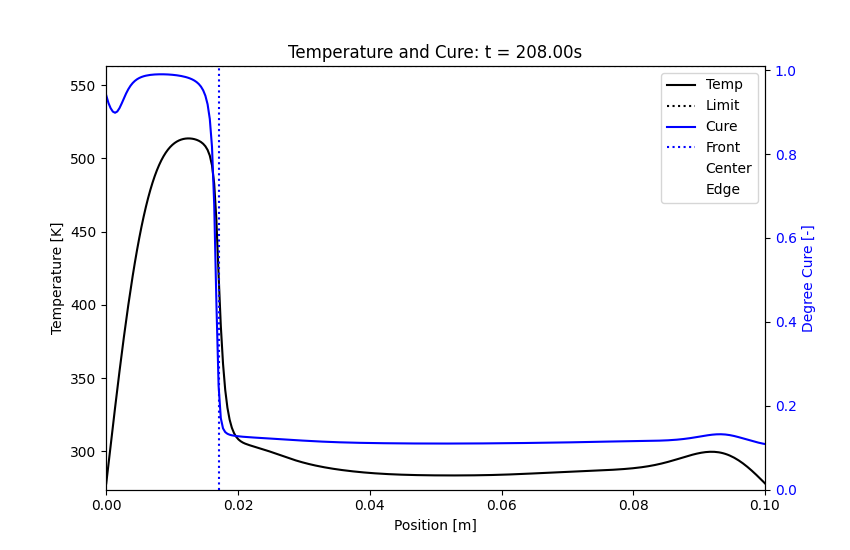 Temperature and Cure: t = 208.00s
Temp
Limit
Cure
Front
Center
Edge
Temperature [K]
550
500
450
400
350
300
Degree Cure [-]
1.0
0.8
0.6
0.4
0.2
0.0
0.00 0.02 0.04 0.06 0.08 0.10
Position [m]